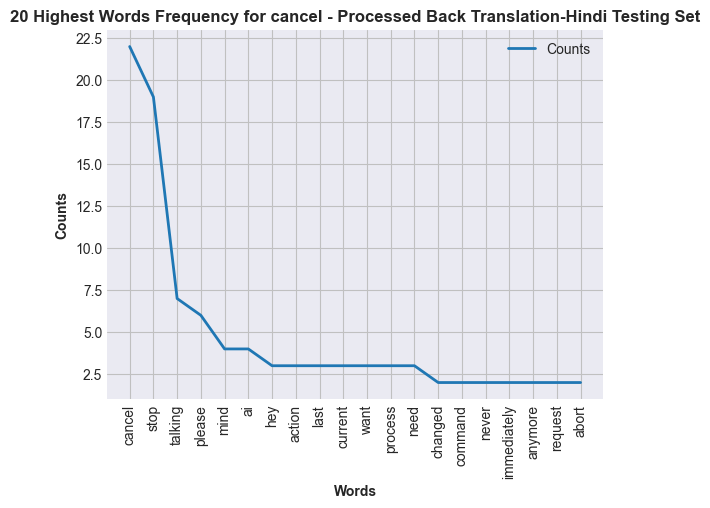 20 Highest Words Frequency for cancel - Processed Back Translation-Hindi Testing Set
Counts
22.5
20.0
17.5
15.0
12.5
10.0
7.5
5.0
2.5
Counts
cancel
stop
talking
please
mind
ai
hey
action
last
current
want
process
need
changed
command
never
immediately
anymore
request
abort
Words